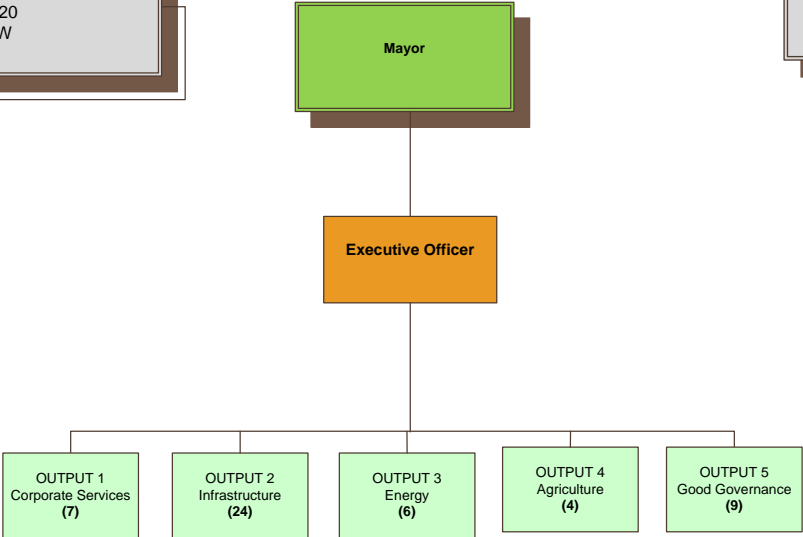 20
W
Mayor
Executive Officer
OUTPUT 1
Corporate Services
(7)
OUTPUT 2
Infrastructure
(24)
OUTPUT 3
Energy
(6)
OUTPUT 4
Agriculture
(4)
OUTPUT 5
Good Governance
(9)